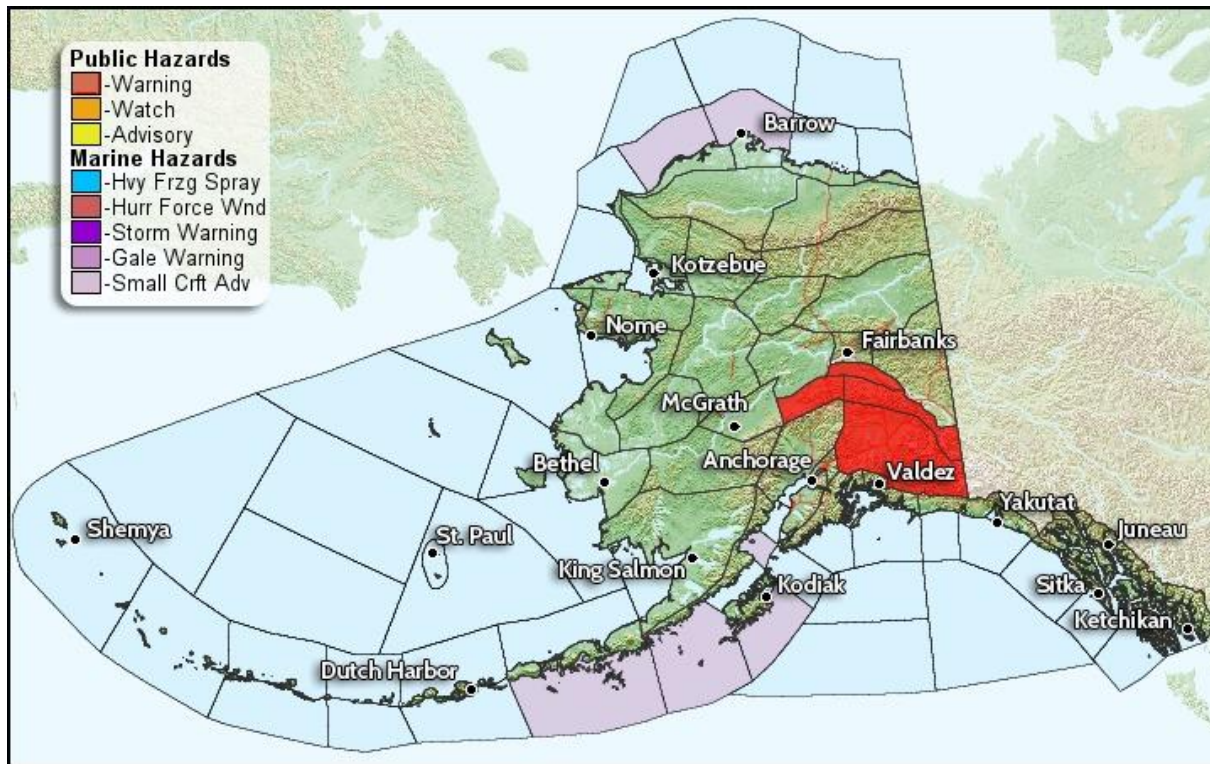 Public Hazards
-Warning
-Watch
-Advisory
Marine Hazards
-Hvy Frzg Spray
-Hurr Force Wnd
-Storm Warning
-Gale Warning
-Small Crft Adv
Barrow
Kotzebue
Nome
Fairbanks
McGrath
Bethel
Anchorage
Valdez
Yakutat
Shemya
St. Paul
Juneau
King Salmon
Kodiak
Sitka
Ketchikan
Dutch Harbor